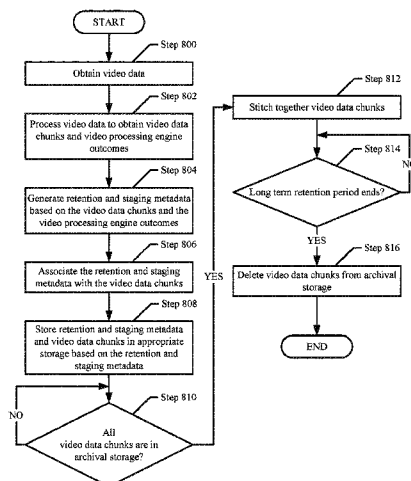 START
Step 800
Obtain video data
Step 802
Process video data to obtain video data
chunks and video processing engine
outcomes
Step 804
Generate retention and staging metadata
based on the video data chunks and the
video processing engine outcomes
Step 806
Associate the retention and staging
metadata with the video data chunks
Step 808
Store retention and staging metadata
and video data chunks in appropriate
storage based on the retention and
staging metadata
NO
Step 810
All
video data chunks are in
archival storage?
YES
Step 812
Stitch together video data chunks
Step 814
NO
Long term retention period ends?
YES
Step 816
Delete video data chunks from archival
storage
END